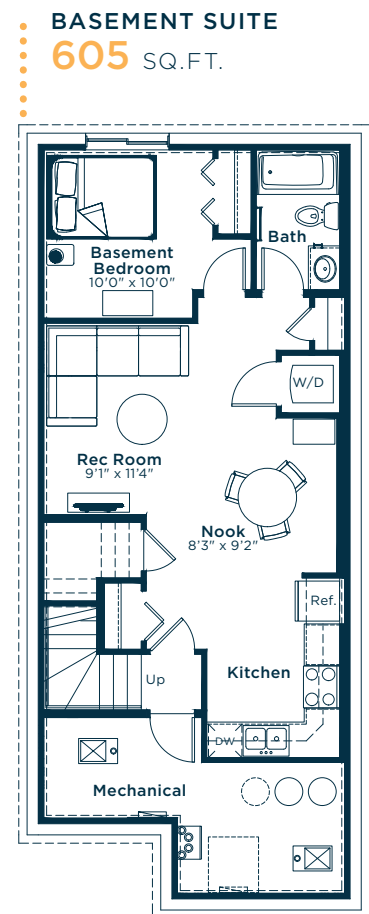 BASEMENT SUITE
605 SQ.FT.
Bath
Basement
Bedroom
10'0" x 10'0"
W/D
Rec Room
9'1" x 11'4"
Nook
8'3" x 9'2"
Ref.
Kitchen
Up
DW
Mechanical